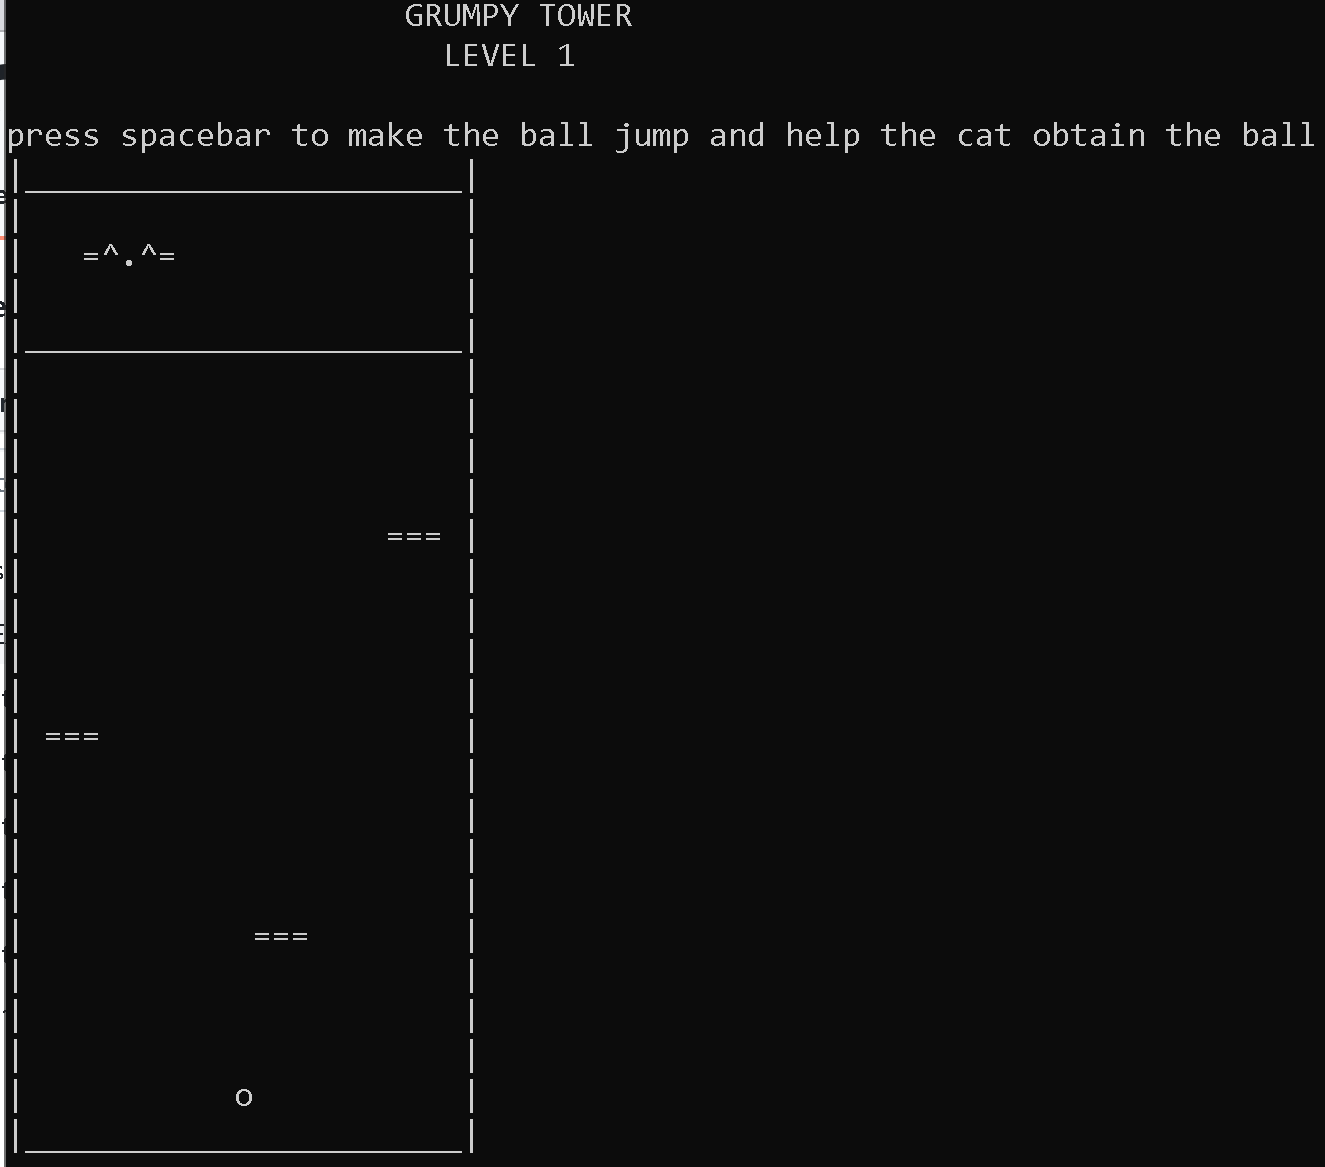 GRUMPY TOWER
LEVEL 1
press spacebar to make the ball jump and help the cat obtain the ball
=^.^=
===
===
===
o